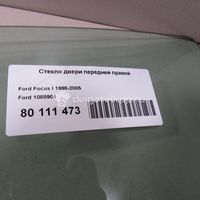 Стекло двери передней правой
Ford Focus I 1998-2005
Ford 1088901
80 111 473